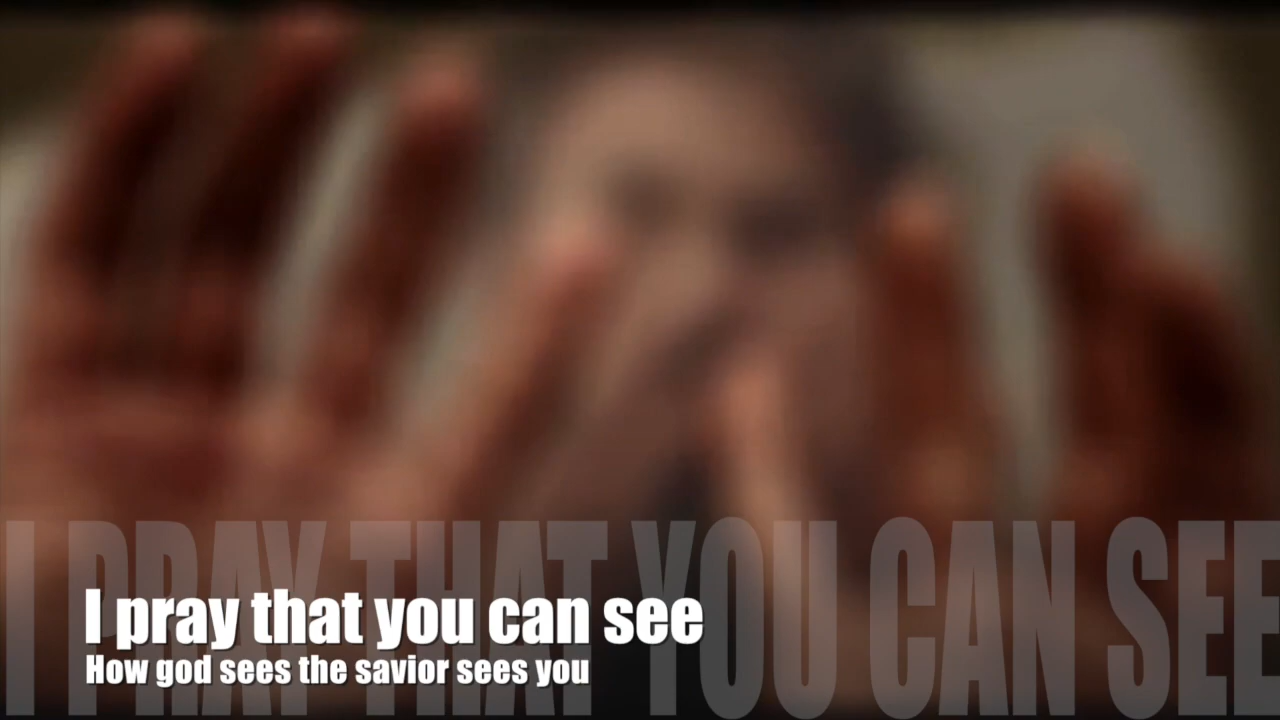 I PRAY THAT YOU CAN SEE
I pray that you can see
How god sees the savior sees you